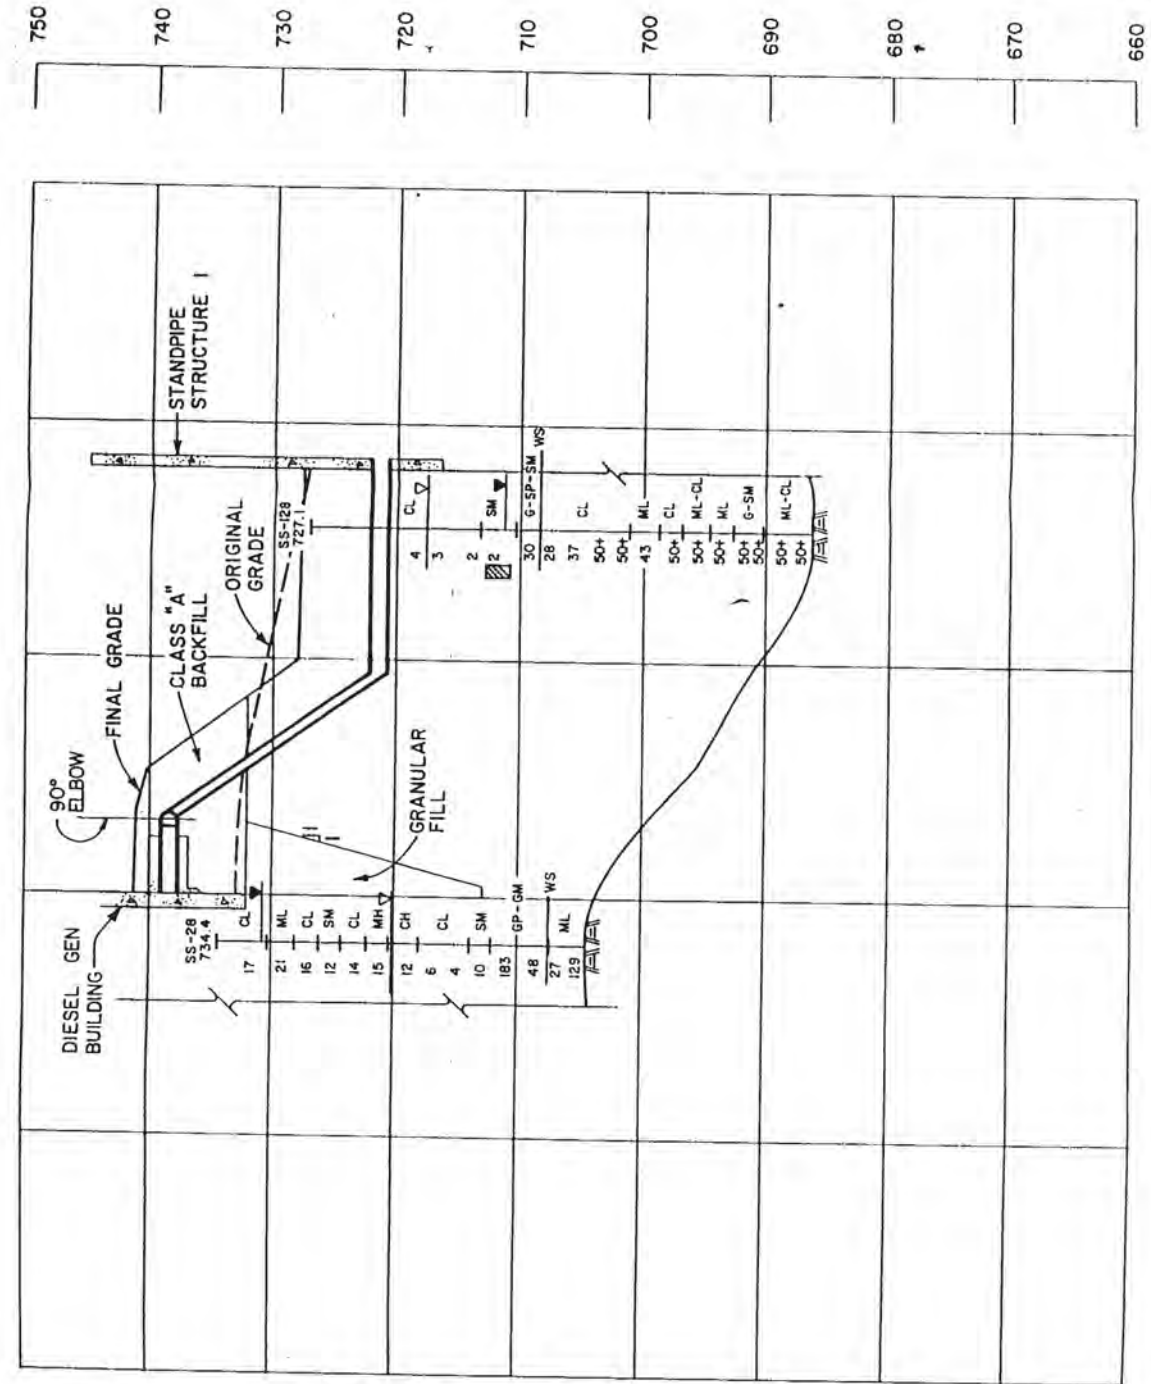 750
740
730
720
710
700
690
680
670
660
STANDPIPE
STRUCTURE 1
ORIGINAL
GRADE
CLASS "A"
BACKFILL
FINAL GRADE
90°
ELBOW
GRANULAR
FILL
1
1
DIESEL GEN
BUILDING
SS-128
727.1
CL
SM
G-SP-SM
WS
CL
ML
CL
ML-CL
ML
G-SM
ML-CL
4
3
2
2
30
28
37
50+
50+
43
50+
50+
50+
50+
50+
50+
50+
SS-28
734.4
CL
ML
CL
SM
CL
MH
CH
CL
SM
GP-GM
WS
ML
17
21
16
12
14
15
12
6
4
10
183
48
27
129